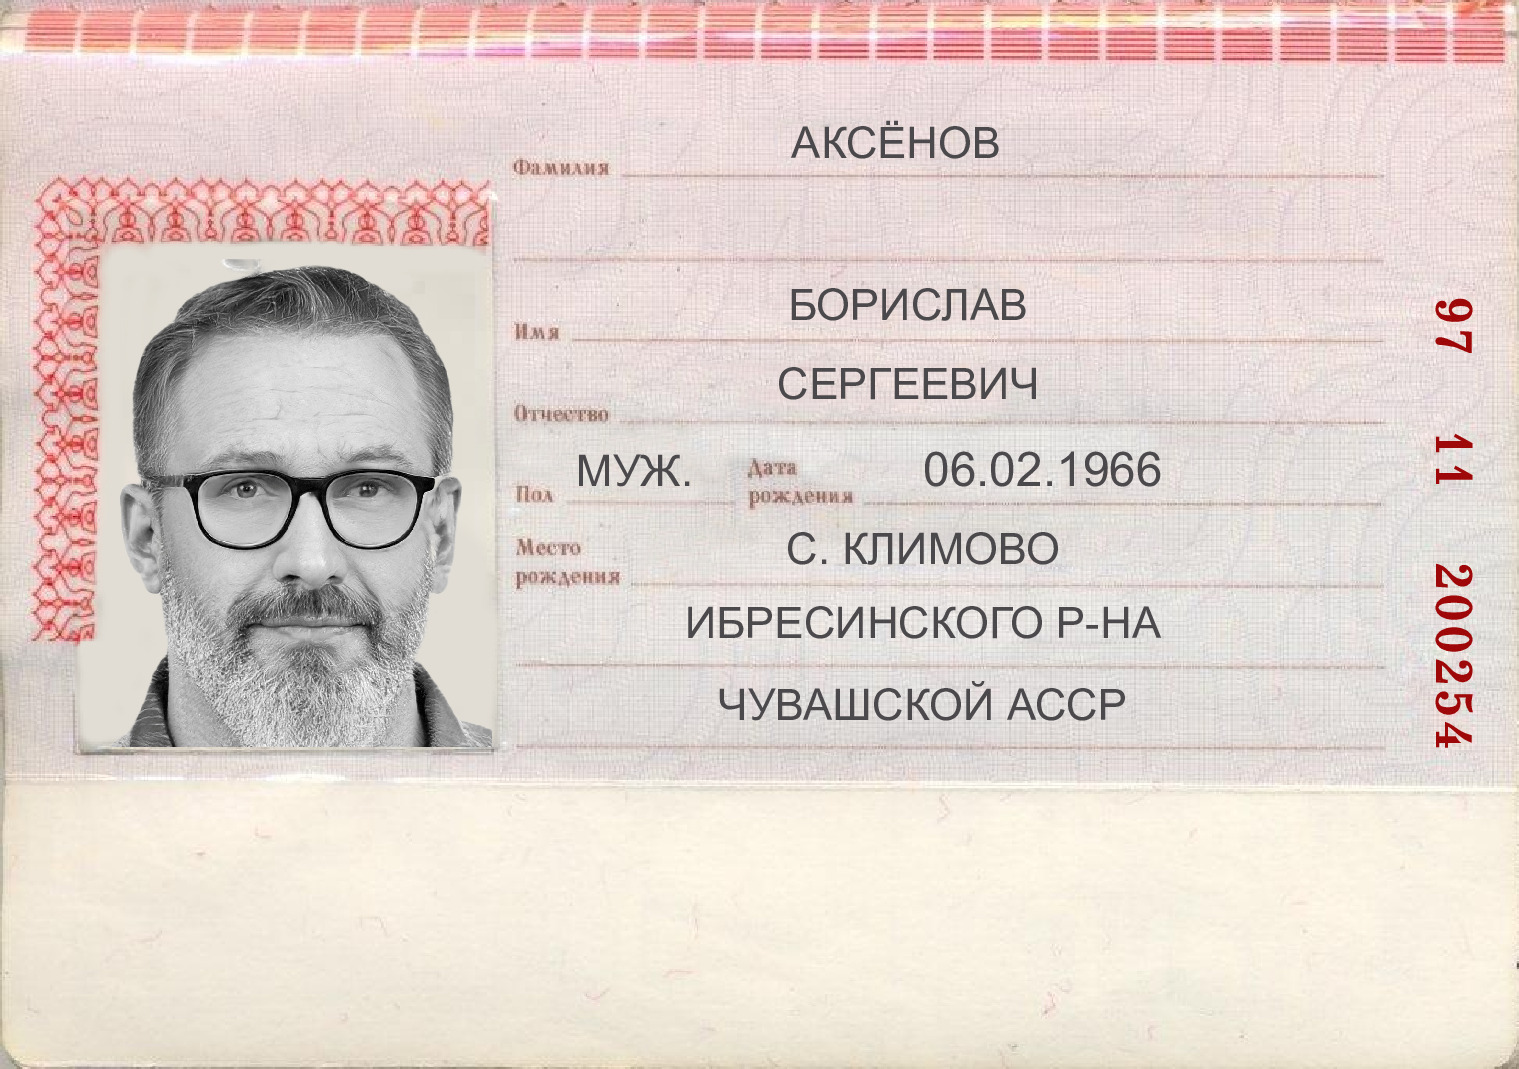 Фамилия АКСЁНОВ
Имя БОРИСЛАВ
Отчество СЕРГЕЕВИЧ
Пол МУЖ. Дата рождения 06.02.1966
Место рождения С. КЛИМОВО
ИБРЕСИНСКОГО Р-НА
ЧУВАШСКОЙ АССР
97 11 200254